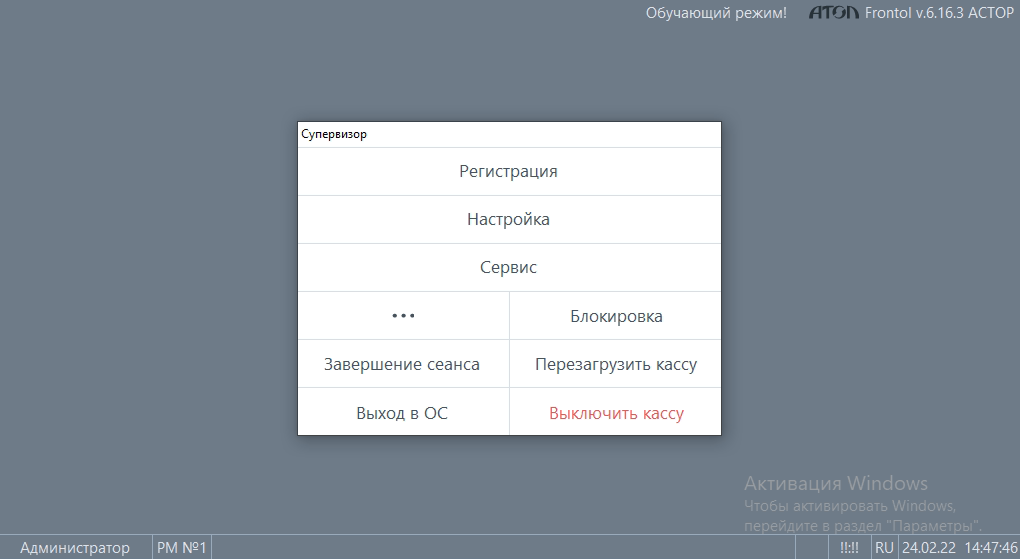 Обучающий режим! АТОЛ Frontol v.6.16.3 АСТОР
Супервизор
Регистрация
Настройка
Сервис
••• Блокировка
Завершение сеанса Перезагрузить кассу
Выход в ОС Выключить кассу
Активация Windows
Чтобы активировать Windows,
перейдите в раздел "Параметры".
Администратор РМ №1 !!:!! RU 24.02.22 14:47:46